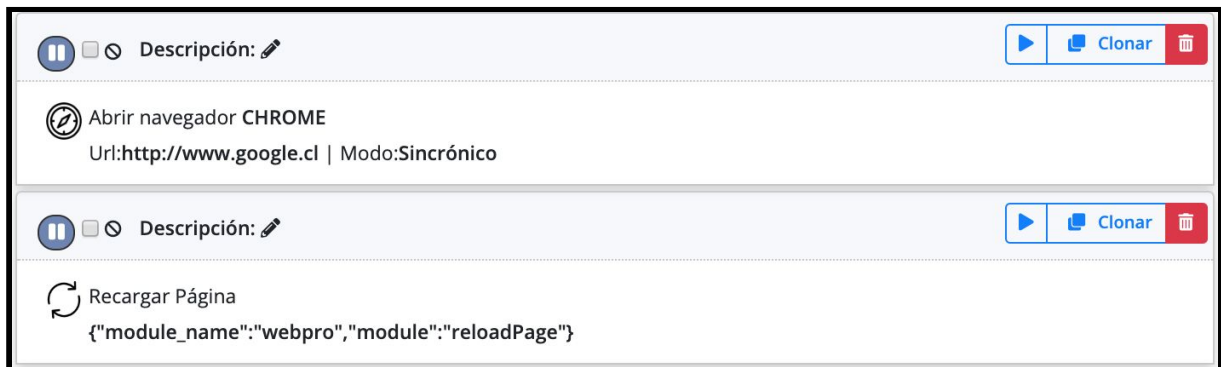 Descripción:
Clonar
Abrir navegador CHROME
Url:http://www.google.cl | Modo:Sincrónico
Descripción:
Clonar
Recargar Página
{"module_name":"webpro","module":"reloadPage"}